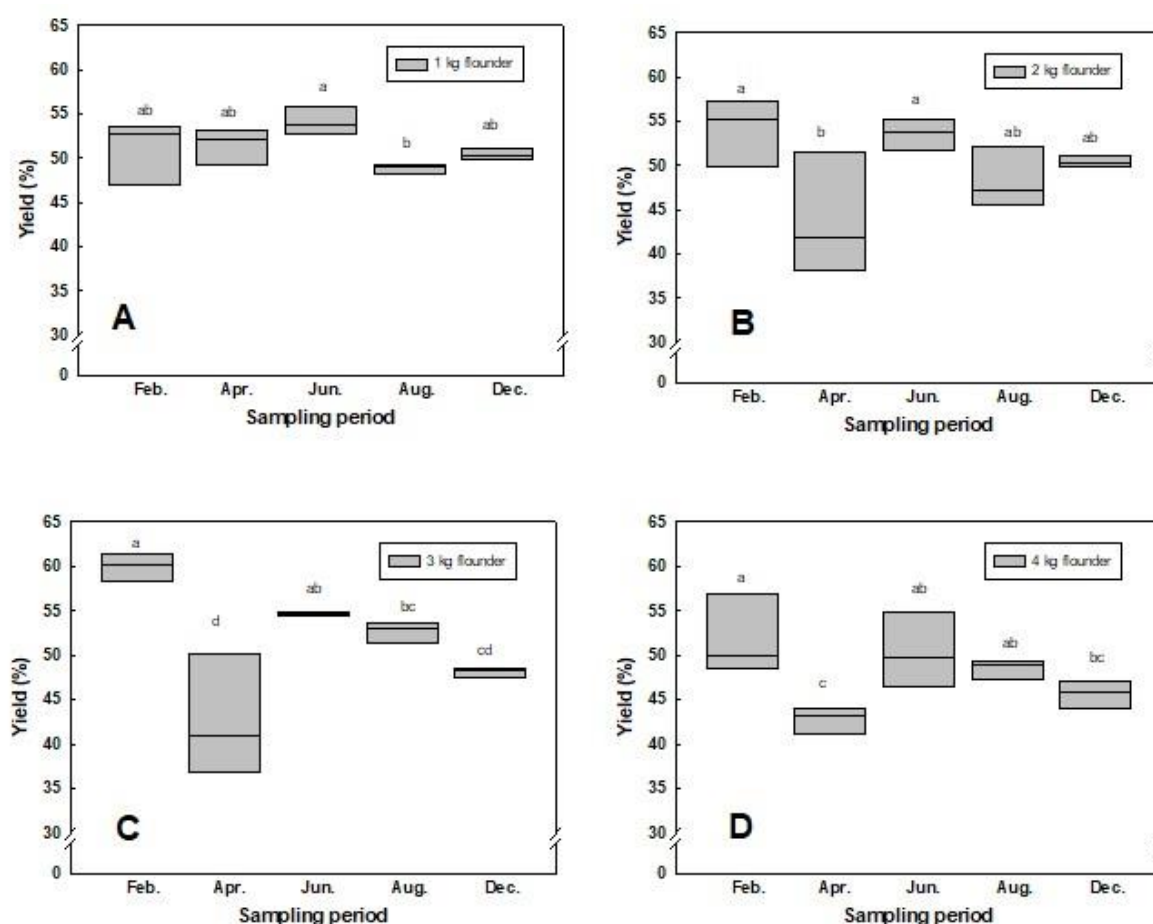 65
60
55
50
45
40
35
30
0
Yield (%)
1 kg flounder
ab
ab
a
b
ab
A
Feb.
Apr.
Jun.
Aug.
Dec.
Sampling period
65
60
55
50
45
40
35
30
0
Yield (%)
2 kg flounder
a
b
a
ab
ab
B
Feb.
Apr.
Jun.
Aug.
Dec.
Sampling period
65
60
55
50
45
40
35
30
0
Yield (%)
3 kg flounder
a
d
ab
bc
cd
C
Feb.
Apr.
Jun.
Aug.
Dec.
Sampling period
65
60
55
50
45
40
35
30
0
Yield (%)
4 kg flounder
a
c
ab
ab
bc
D
Feb.
Apr.
Jun.
Aug.
Dec.
Sampling period